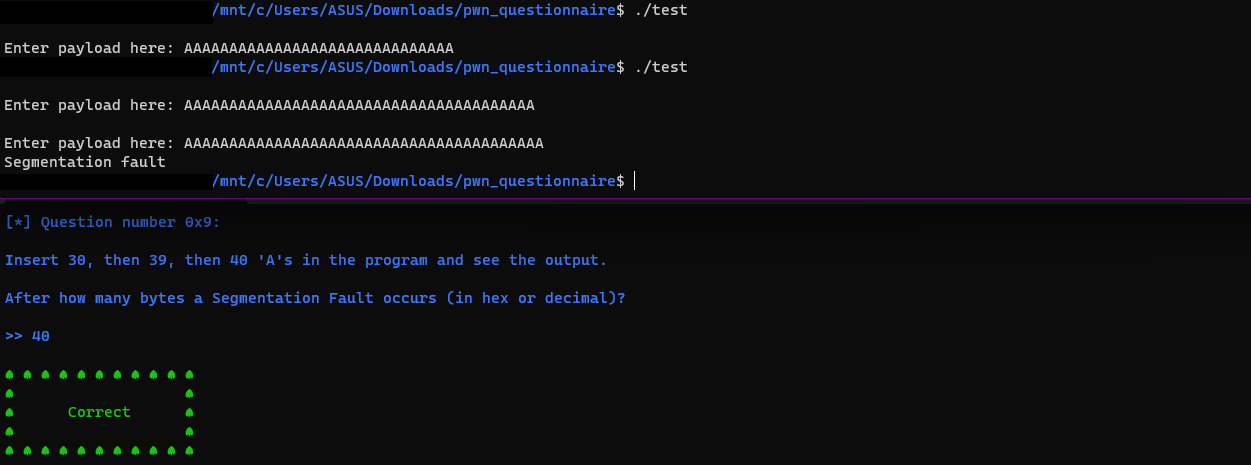 /mnt/c/Users/ASUS/Downloads/pwn_questionnaire$ ./test
Enter payload here: AAAAAAAAAAAAAAAAAAAAAAAAAAAAAA
/mnt/c/Users/ASUS/Downloads/pwn_questionnaire$ ./test
Enter payload here: AAAAAAAAAAAAAAAAAAAAAAAAAAAAAAAAAAAAAAA
Enter payload here: AAAAAAAAAAAAAAAAAAAAAAAAAAAAAAAAAAAAAAAA
Segmentation fault
/mnt/c/Users/ASUS/Downloads/pwn_questionnaire$
[*] Question number 0x9:
Insert 30, then 39, then 40 'A's in the program and see the output.
After how many bytes a Segmentation Fault occurs (in hex or decimal)?
>> 40
♠ ♠ ♠ ♠ ♠ ♠ ♠ ♠ ♠ ♠ ♠
♠ ♠
♠ Correct ♠
♠ ♠
♠ ♠ ♠ ♠ ♠ ♠ ♠ ♠ ♠ ♠ ♠